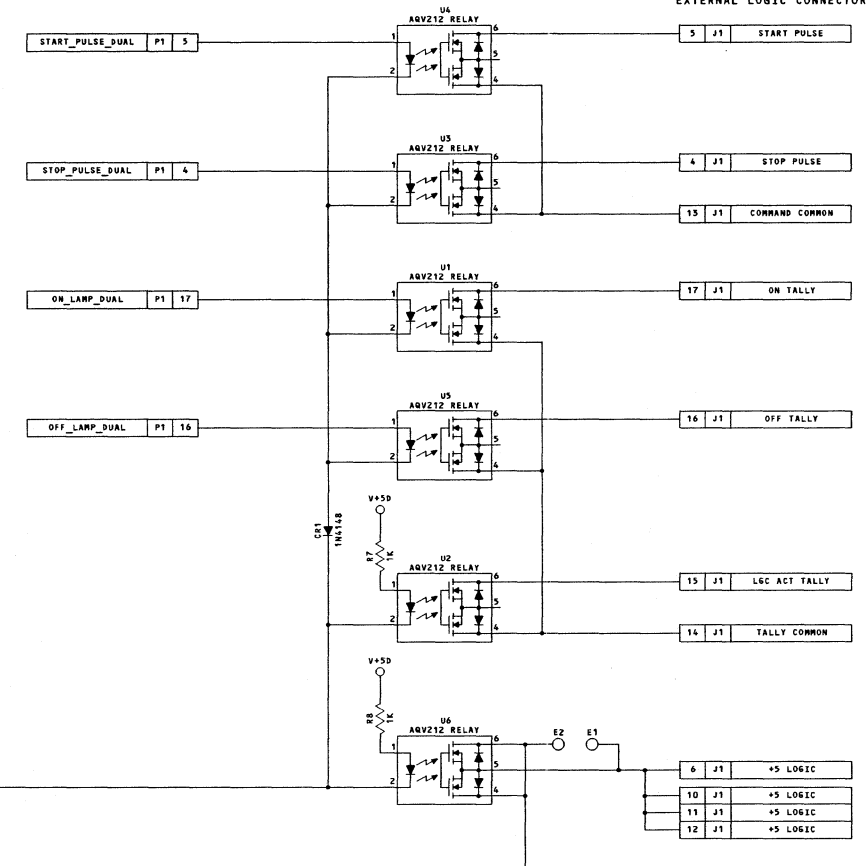 EXTERNAL LOGIC CONNECTOR
U4
AQV212 RELAY
START_PULSE_DUAL P1 5
1
2
6
5
4
5 J1 START PULSE
U3
AQV212 RELAY
STOP_PULSE_DUAL P1 4
1
2
6
5
4
4 J1 STOP PULSE
13 J1 COMMAND COMMON
U1
AQV212 RELAY
ON_LAMP_DUAL P1 17
1
2
6
5
4
17 J1 ON TALLY
U5
AQV212 RELAY
OFF_LAMP_DUAL P1 16
1
2
6
5
4
16 J1 OFF TALLY
CR1
1N4148
V+5D
R7
1K
U2
AQV212 RELAY
1
2
6
5
4
15 J1 LGC ACT TALLY
14 J1 TALLY COMMON
V+5D
R8
1K
U6
AQV212 RELAY
1
2
6
5
4
E2 E1
6 J1 +5 LOGIC
10 J1 +5 LOGIC
11 J1 +5 LOGIC
12 J1 +5 LOGIC